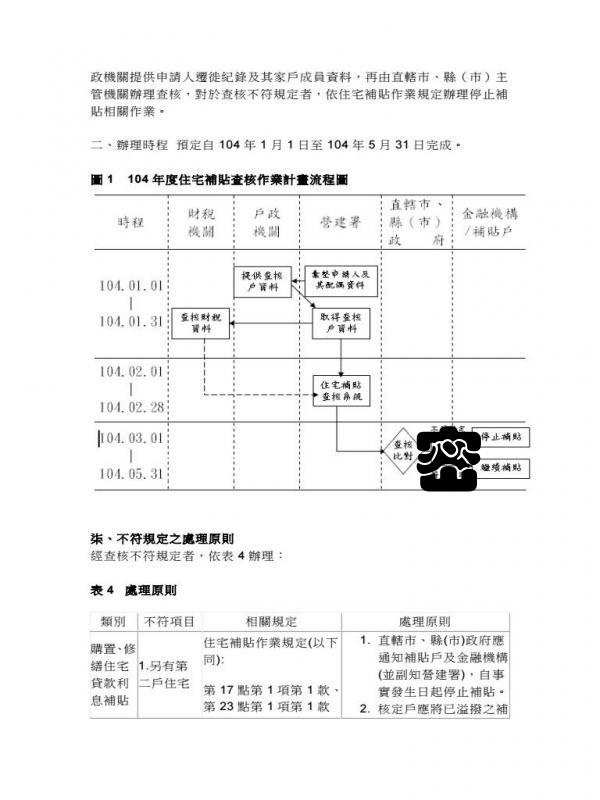 政機關提供申請人遷徙紀錄及其家戶成員資料，再由直轄市、縣（市）主
管機關辦理查核，對於查核不符規定者，依住宅補貼作業規定辦理停止補
貼相關作業。
二、辦理時程 預定自 104 年 1 月 1 日至 104 年 5 月 31 日完成。
圖 1 104 年度住宅補貼查核作業計畫流程圖
時程
財稅
機關
戶政
機關
營建署
直轄市、
縣（市）
政 府
金融機構
/補貼戶
104.01.01
|
104.01.31
提供查核
戶資料
彙整申請人及
其配偶資料
查核財稅
資料
取得查核
戶資料
104.02.01
|
104.02.28
住宅補貼
查核系統
104.03.01
|
104.05.31
查核
比對
停止補貼
繼續補貼
柒、不符規定之處理原則
經查核不符規定者，依表 4 辦理：
表 4 處理原則
類別 不符項目 相關規定 處理原則
購置、修
繕住宅
貸款利
息補貼
1.另有第
二戶住宅
住宅補貼作業規定(以下
同):
第 17 點第 1 項第 1 款、
第 23 點第 1 項第 1 款
1. 直轄市、縣(市)政府應
通知補貼戶及金融機構
(並副知營建署)，自事
實發生日起停止補貼。
2. 核定戶應將已溢撥之補